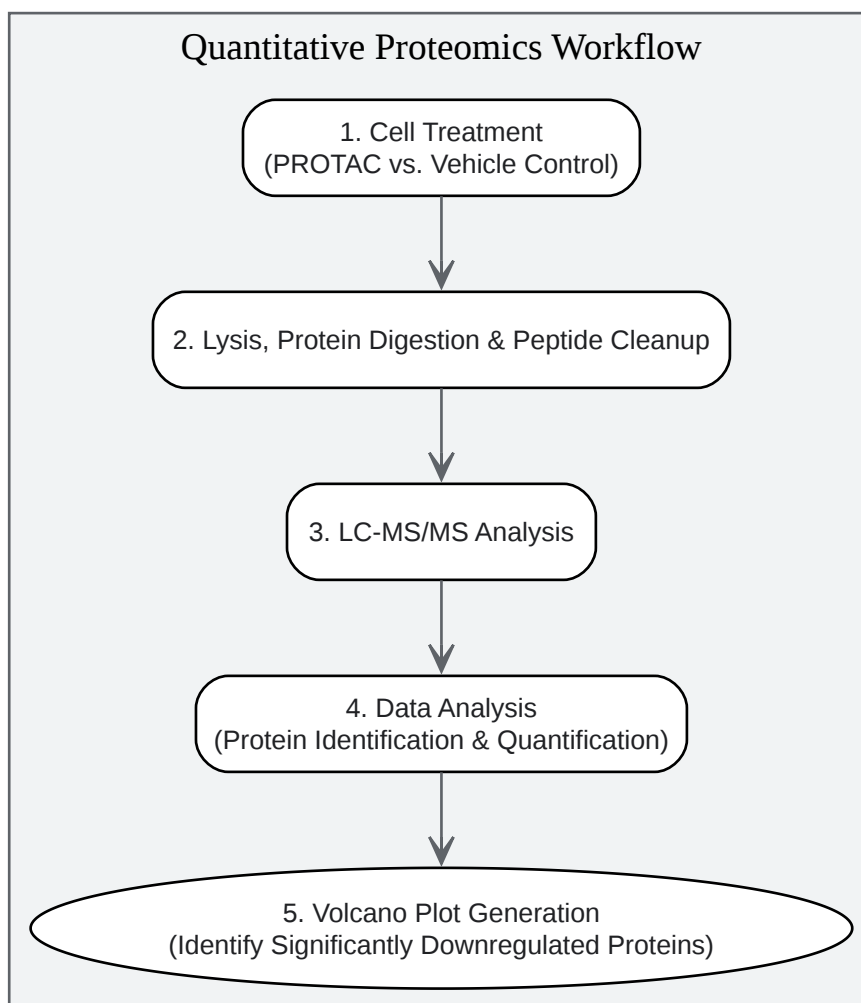 Quantitative Proteomics Workflow
1. Cell Treatment
(PROTAC vs. Vehicle Control)
2. Lysis, Protein Digestion & Peptide Cleanup
3. LC-MS/MS Analysis
4. Data Analysis
(Protein Identification & Quantification)
5. Volcano Plot Generation
(Identify Significantly Downregulated Proteins)